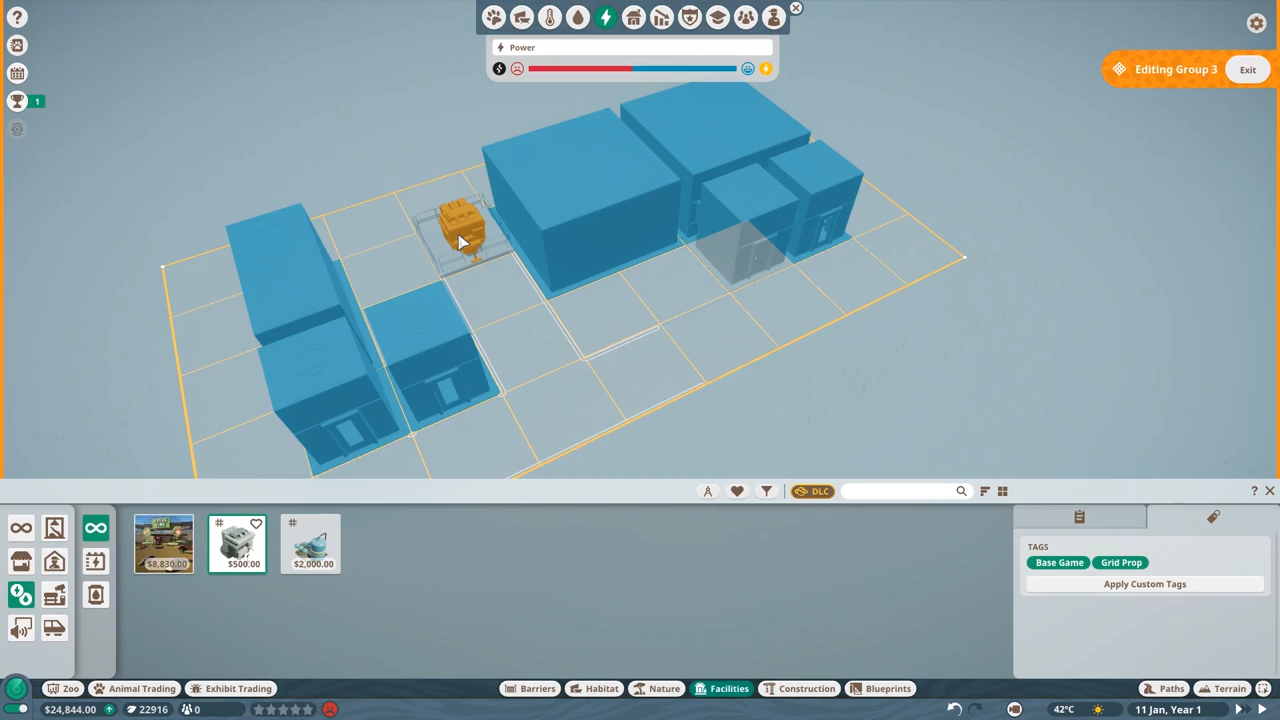 ?
1
Power
Editing Group 3
Exit
DLC
?
$8,830.00
$500.00
$2,000.00
TAGS
Base Game
Grid Prop
Apply Custom Tags
Zoo
Animal Trading
Exhibit Trading
Barriers
Habitat
Nature
Facilities
Construction
Blueprints
Paths
Terrain
$24,844.00
22916
0
42°C
11 Jan, Year 1